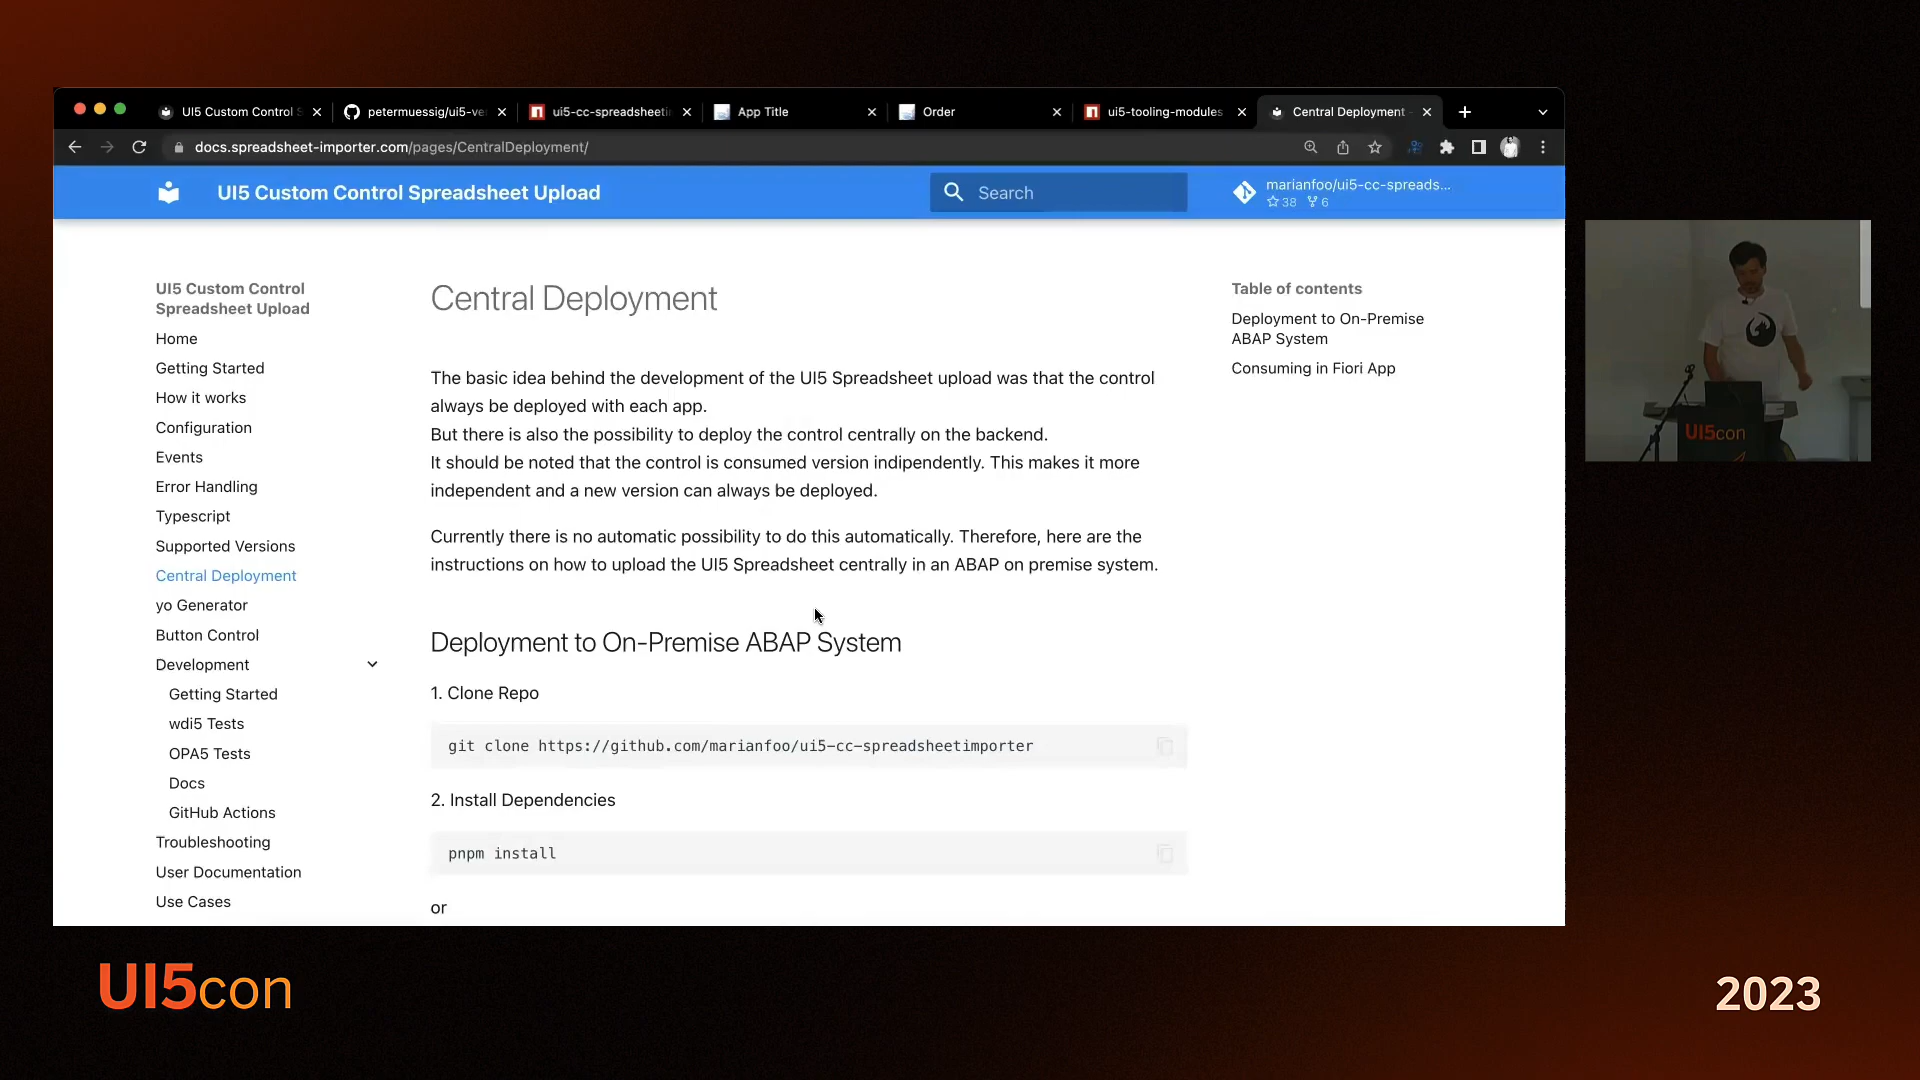 UI5 Custom Control S
petermuessig/ui5-ve
ui5-cc-spreadsheeti
App Title
Order
ui5-tooling-modules
Central Deployment -
docs.spreadsheet-importer.com/pages/CentralDeployment/
UI5 Custom Control Spreadsheet Upload
Search
marianfoo/ui5-cc-spreads...
38 6
UI5 Custom Control
Spreadsheet Upload
Home
Getting Started
How it works
Configuration
Events
Error Handling
Typescript
Supported Versions
Central Deployment
yo Generator
Button Control
Development
Getting Started
wdi5 Tests
OPA5 Tests
Docs
GitHub Actions
Troubleshooting
User Documentation
Use Cases
Central Deployment
The basic idea behind the development of the UI5 Spreadsheet upload was that the control
always be deployed with each app.
But there is also the possibility to deploy the control centrally on the backend.
It should be noted that the control is consumed version indipendently. This makes it more
independent and a new version can always be deployed.
Currently there is no automatic possibility to do this automatically. Therefore, here are the
instructions on how to upload the UI5 Spreadsheet centrally in an ABAP on premise system.
Deployment to On-Premise ABAP System
1. Clone Repo
git clone https://github.com/marianfoo/ui5-cc-spreadsheetimporter
2. Install Dependencies
pnpm install
or
Table of contents
Deployment to On-Premise
ABAP System
Consuming in Fiori App
UI5con
UI5con
2023